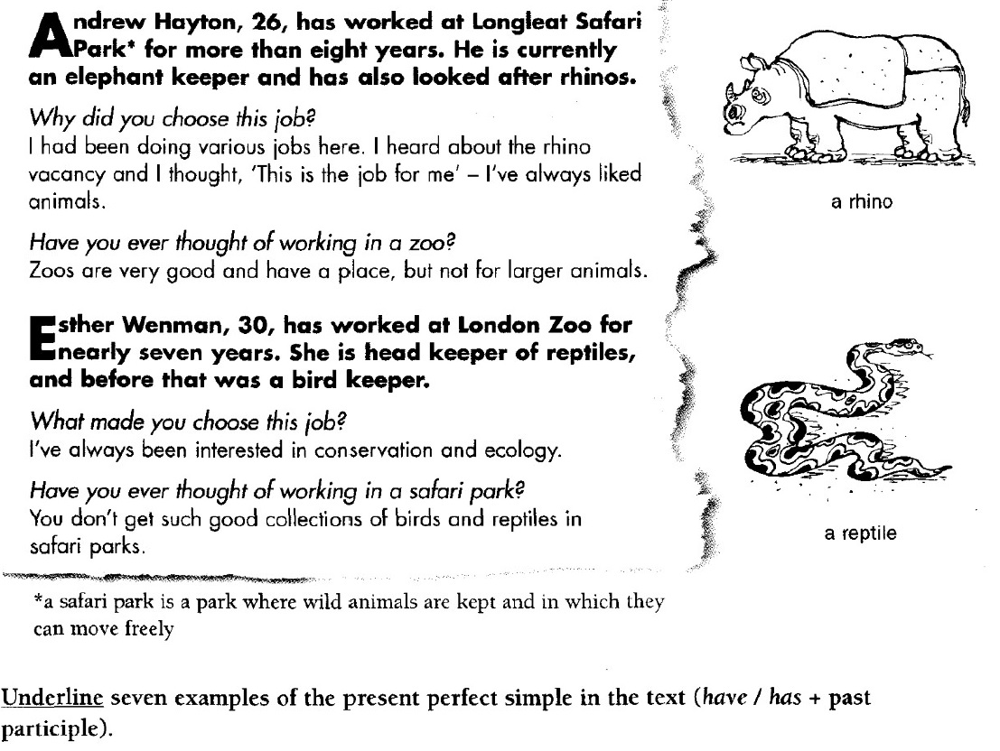 Andrew Hayton, 26, has worked at Longleat Safari
Park* for more than eight years. He is currently
an elephant keeper and has also looked after rhinos.
Why did you choose this job?
I had been doing various jobs here. I heard about the rhino
vacancy and I thought, 'This is the job for me' – I've always liked
animals.
Have you ever thought of working in a zoo?
Zoos are very good and have a place, but not for larger animals.
a rhino
Esther Wenman, 30, has worked at London Zoo for
nearly seven years. She is head keeper of reptiles,
and before that was a bird keeper.
What made you choose this job?
I've always been interested in conservation and ecology.
Have you ever thought of working in a safari park?
You don't get such good collections of birds and reptiles in
safari parks.
a reptile
*a safari park is a park where wild animals are kept and in which they
can move freely
Underline seven examples of the present perfect simple in the text (have / has + past
participle).